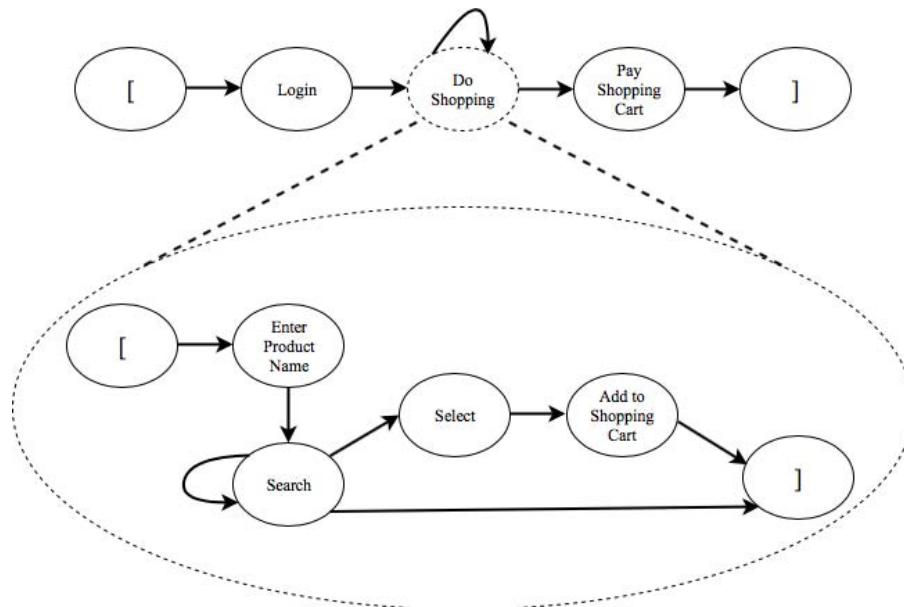 [
Login
Do
Shopping
Pay
Shopping
Cart
]
[
Enter
Product
Name
Search
Select
Add to
Shopping
Cart
]